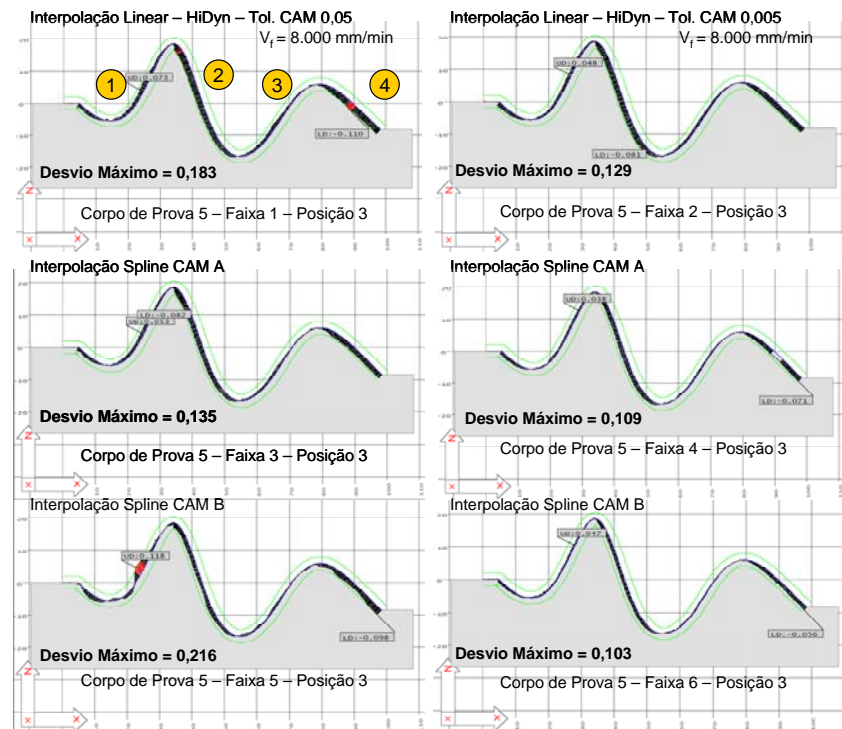 Interpolação Linear – HiDyn – Tol. CAM 0,05
Vf = 8.000 mm/min
1
2
3
4
UD:0.073
LD:-0.110
Desvio Máximo = 0,183
Corpo de Prova 5 – Faixa 1 – Posição 3
Interpolação Linear – HiDyn – Tol. CAM 0,005
Vf = 8.000 mm/min
UD:0.048
LD:-0.081
Desvio Máximo = 0,129
Corpo de Prova 5 – Faixa 2 – Posição 3
Interpolação Spline CAM A
LD:-0.082
Desvio Máximo = 0,135
Corpo de Prova 5 – Faixa 3 – Posição 3
Interpolação Spline CAM A
UD:0.038
LD:-0.071
Desvio Máximo = 0,109
Corpo de Prova 5 – Faixa 4 – Posição 3
Interpolação Spline CAM B
UD:0.118
LD:-0.098
Desvio Máximo = 0,216
Corpo de Prova 5 – Faixa 5 – Posição 3
Interpolação Spline CAM B
UD:0.047
LD:-0.056
Desvio Máximo = 0,103
Corpo de Prova 5 – Faixa 6 – Posição 3